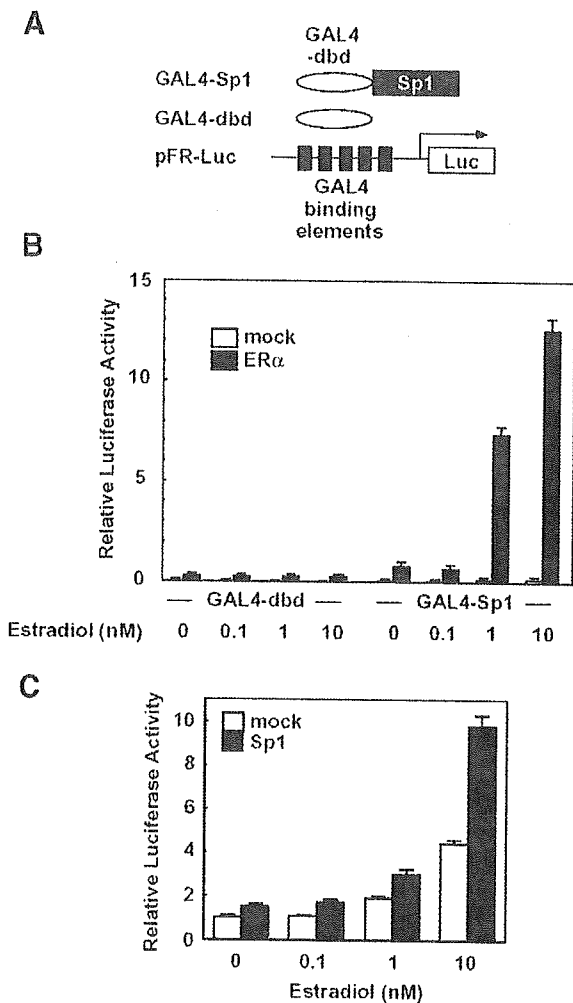 A
GAL4
-dbd
GAL4-Sp1
Sp1
GAL4-dbd
pFR-Luc
Luc
GAL4
binding
elements
B
Relative Luciferase Activity
15
10
5
0
mock
ERα
GAL4-dbd
GAL4-Sp1
Estradiol (nM) 0 0.1 1 10 0 0.1 1 10
C
Relative Luciferase Activity
10
8
6
4
2
0
mock
Sp1
0 0.1 1 10
Estradiol (nM)